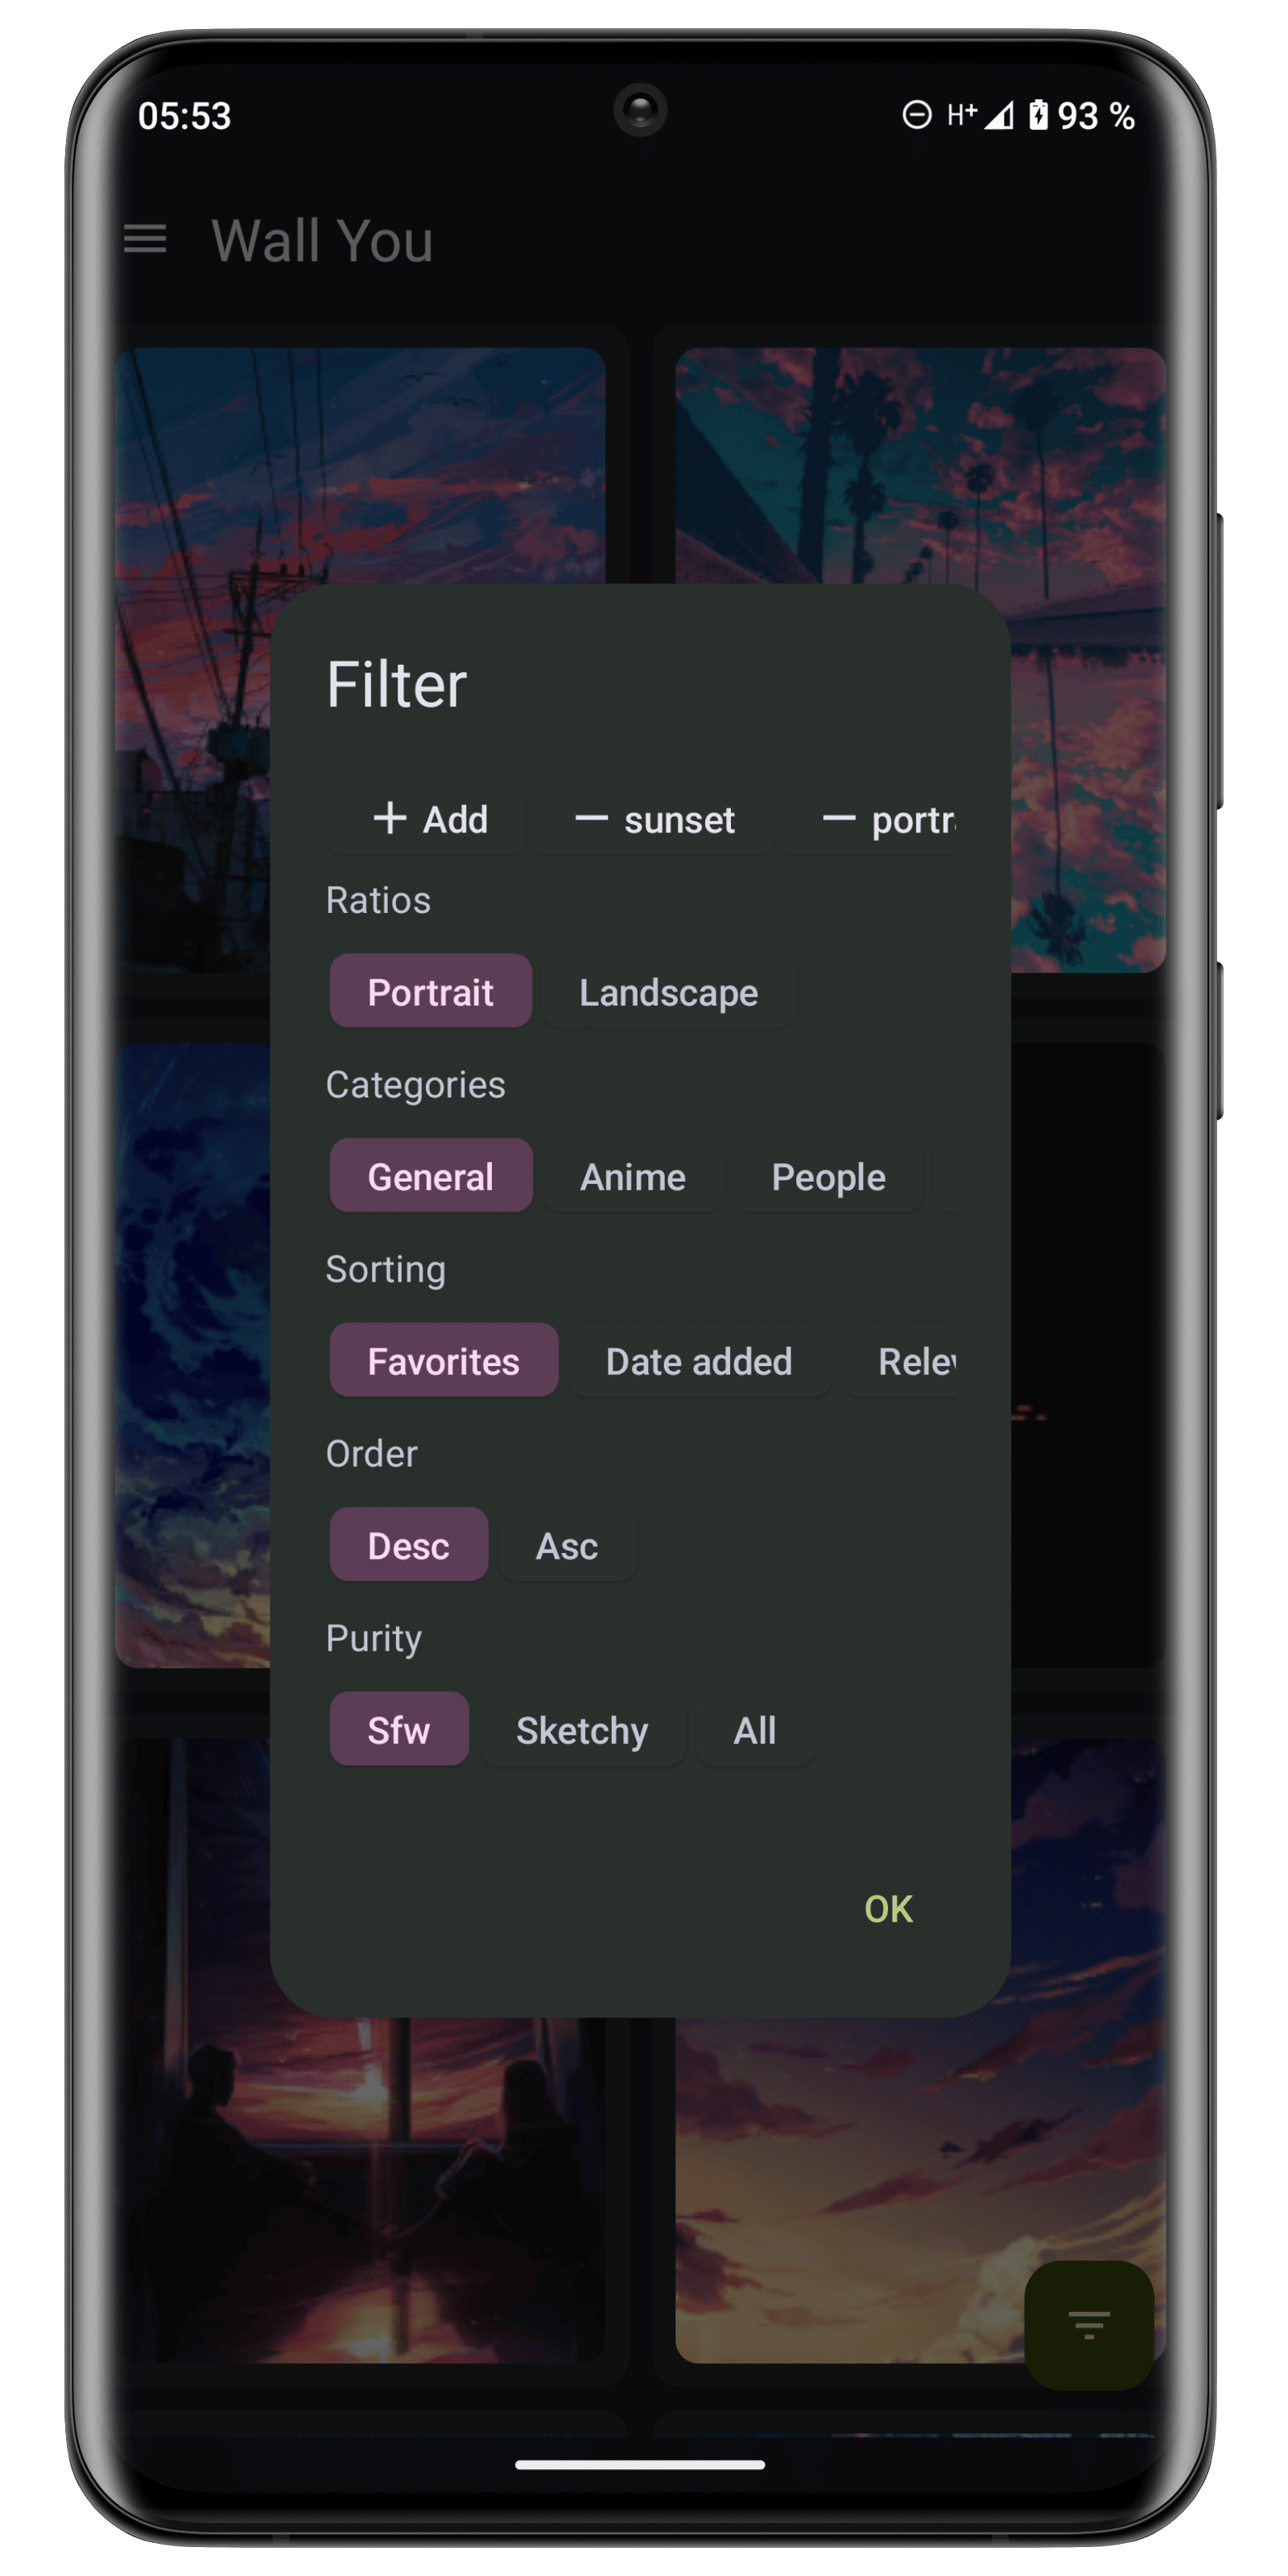 05:53 H+ 93 %
Wall You
Filter
+ Add — sunset — portr
Ratios
Portrait Landscape
Categories
General Anime People
Sorting
Favorites Date added Rele
Order
Desc Asc
Purity
Sfw Sketchy All
OK